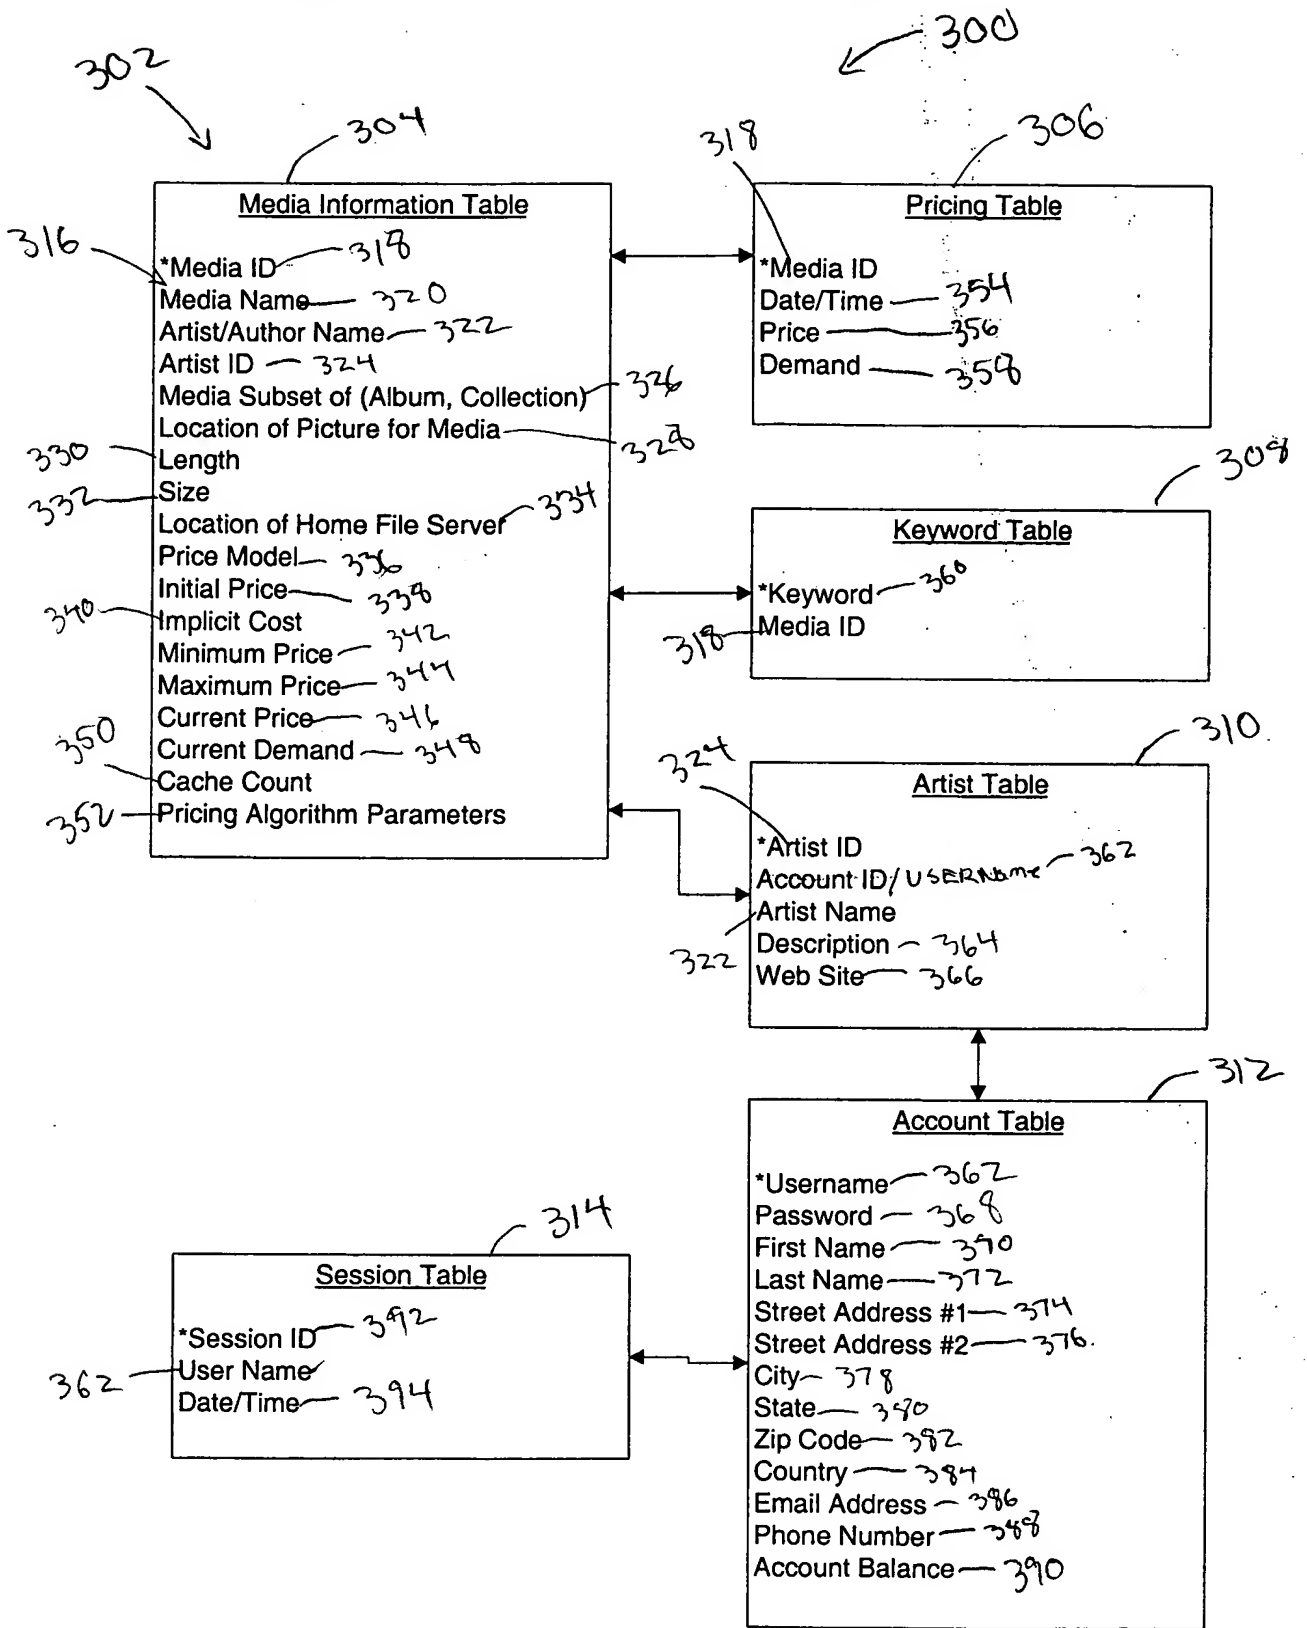 302
300
304
Media Information Table
316
*Media ID 318
Media Name 320
Artist/Author Name 322
Artist ID 324
Media Subset of (Album, Collection) 326
Location of Picture for Media 328
330 Length
332 Size
Location of Home File Server 334
Price Model 336
Initial Price 338
340 Implicit Cost
Minimum Price 342
Maximum Price 344
Current Price 346
Current Demand 348
350 Cache Count
352 Pricing Algorithm Parameters
306
Pricing Table
318
*Media ID
Date/Time 354
Price 356
Demand 358
308
Keyword Table
*Keyword 360
318 Media ID
310
Artist Table
324
*Artist ID
Account ID/USERName 362
322 Artist Name
Description 364
Web Site 366
312
Account Table
*Username 362
Password 368
First Name 390
Last Name 372
Street Address #1 374
Street Address #2 376
City 378
State 380
Zip Code 382
Country 384
Email Address 386
Phone Number 388
Account Balance 390
314
Session Table
*Session ID 392
362 User Name
Date/Time 394